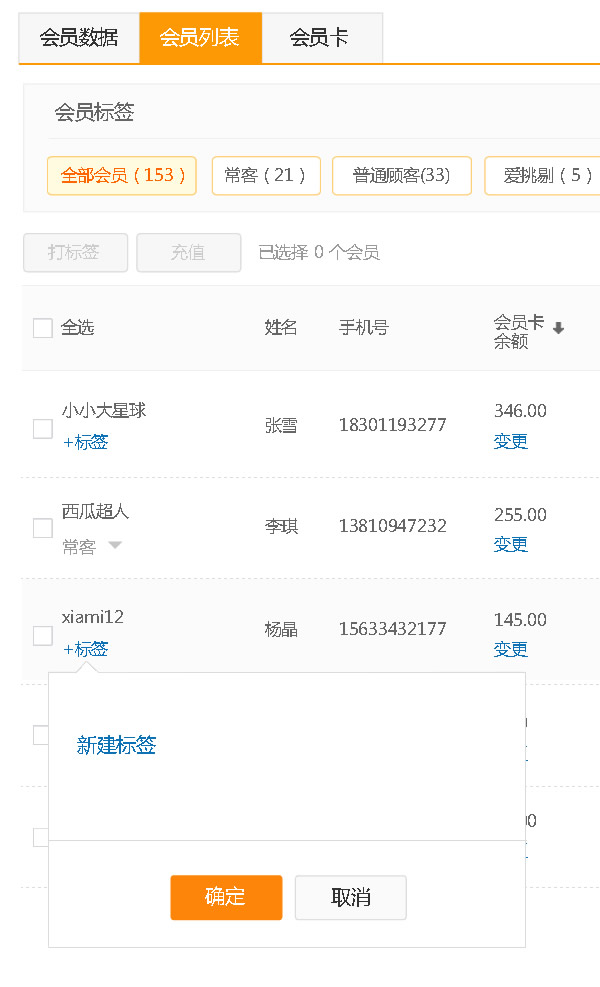 会员数据 会员列表 会员卡
会员标签
全部会员（153） 常客（21） 普通顾客(33) 爱挑剔（5）
打标签 充值 已选择 0 个会员
全选 姓名 手机号 会员卡
余额
小小大星球 张雪 18301193277 346.00
+标签 变更
西瓜超人 李琪 13810947232 255.00
常客 变更
xiami12 杨晶 15633432177 145.00
+标签 变更
新建标签
确定 取消